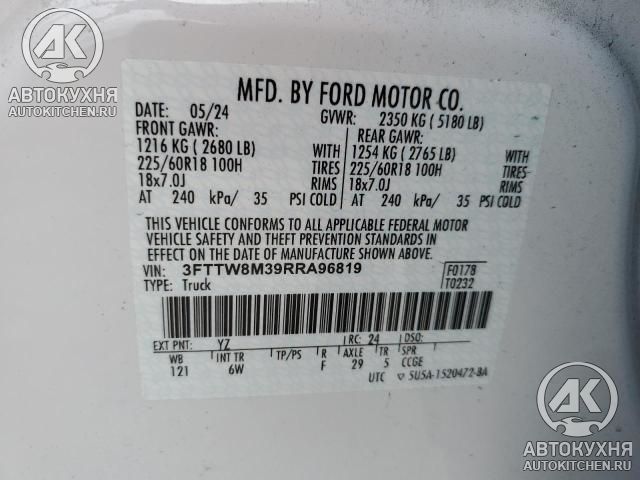 АВТОКУХНЯ
AUTOKITCHEN.RU
MFD. BY FORD MOTOR CO.
DATE: 05/24 GVWR: 2350 KG ( 5180 LB)
FRONT GAWR: REAR GAWR:
1216 KG ( 2680 LB) WITH 1254 KG ( 2765 LB) WITH
225/60R18 100H TIRES 225/60R18 100H TIRES
18x7.0J RIMS 18x7.0J RIMS
AT 240 kPa/ 35 PSI COLD AT 240 kPa/ 35 PSI COLD
THIS VEHICLE CONFORMS TO ALL APPLICABLE FEDERAL MOTOR
VEHICLE SAFETY AND THEFT PREVENTION STANDARDS IN
EFFECT ON THE DATE OF MANUFACTURE SHOWN ABOVE.
VIN: 3FTTW8M39RRA96819 F0178
TYPE: Truck T0232
EXT PNT: YZ RC: 24 DSO:
WB INT TR TP/PS R AXLE TR SPR
121 6W F 29 5 CCGE
UTC ▽ 5U5A-1520472-BA
АК
АВТОКУХНЯ
AUTOKITCHEN.RU